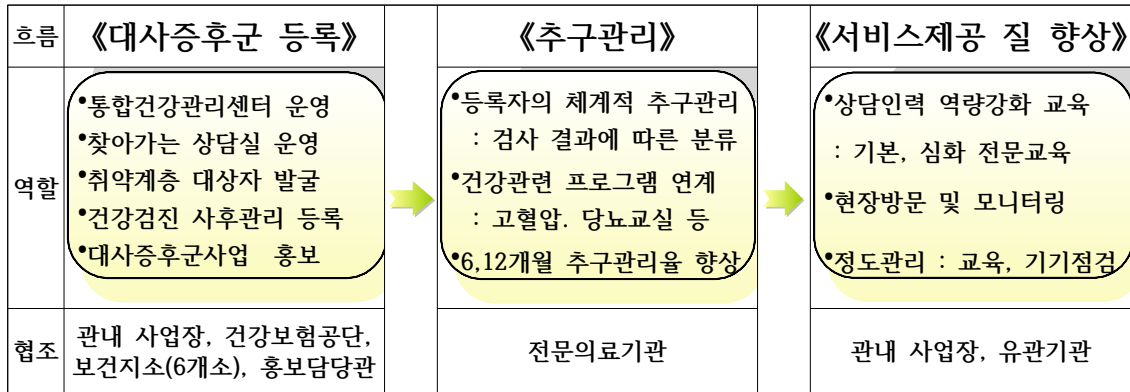 흐름
《대사증후군 등록》
《추구관리》
《서비스제공 질 향상》
역할
•통합건강관리센터 운영
•찾아가는 상담실 운영
•취약계층 대상자 발굴
•건강검진 사후관리 등록
•대사증후군사업 홍보
•등록자의 체계적 추구관리
: 검사 결과에 따른 분류
•건강관련 프로그램 연계
: 고혈압. 당뇨교실 등
•6,12개월 추구관리율 향상
•상담인력 역량강화 교육
: 기본, 심화 전문교육
•현장방문 및 모니터링
•정도관리 : 교육, 기기점검
협조
관내 사업장, 건강보험공단,
보건지소(6개소), 홍보담당관
전문의료기관
관내 사업장, 유관기관